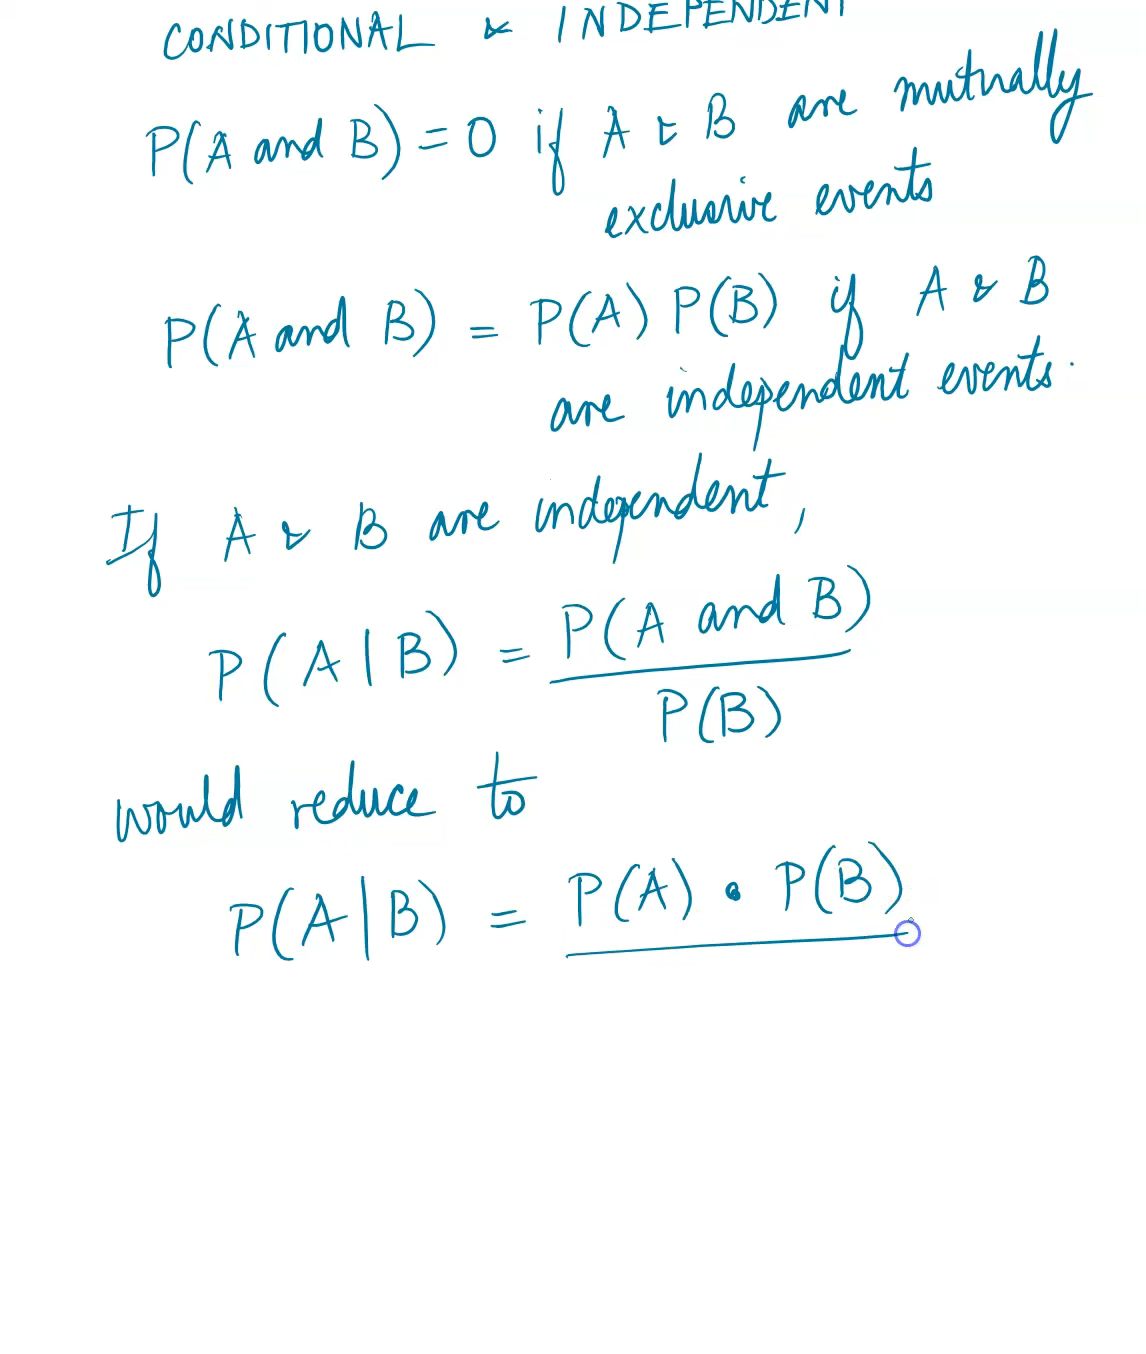 CONDITIONAL & INDEPENDENT
P(A and B) = 0 if A & B are mutually
exclusive events
P(A and B) = P(A) P(B) if A & B
are independent events.
If A & B are independent,
P(A|B) = P(A and B)
P(B)
would reduce to
P(A|B) = P(A) • P(B)